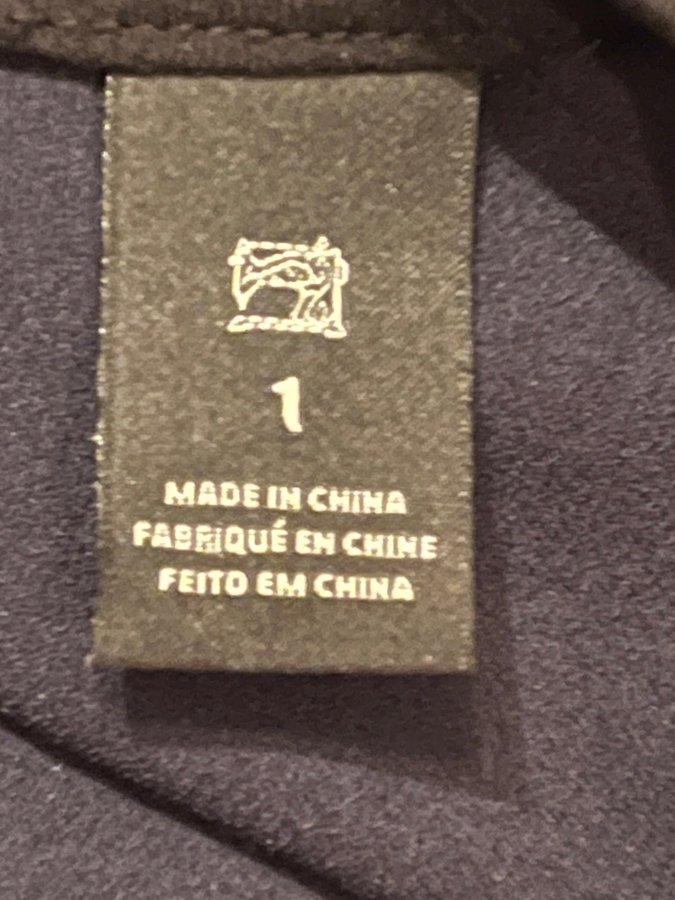 1
MADE IN CHINA
FABRIQUÉ EN CHINE
FEITO EM CHINA